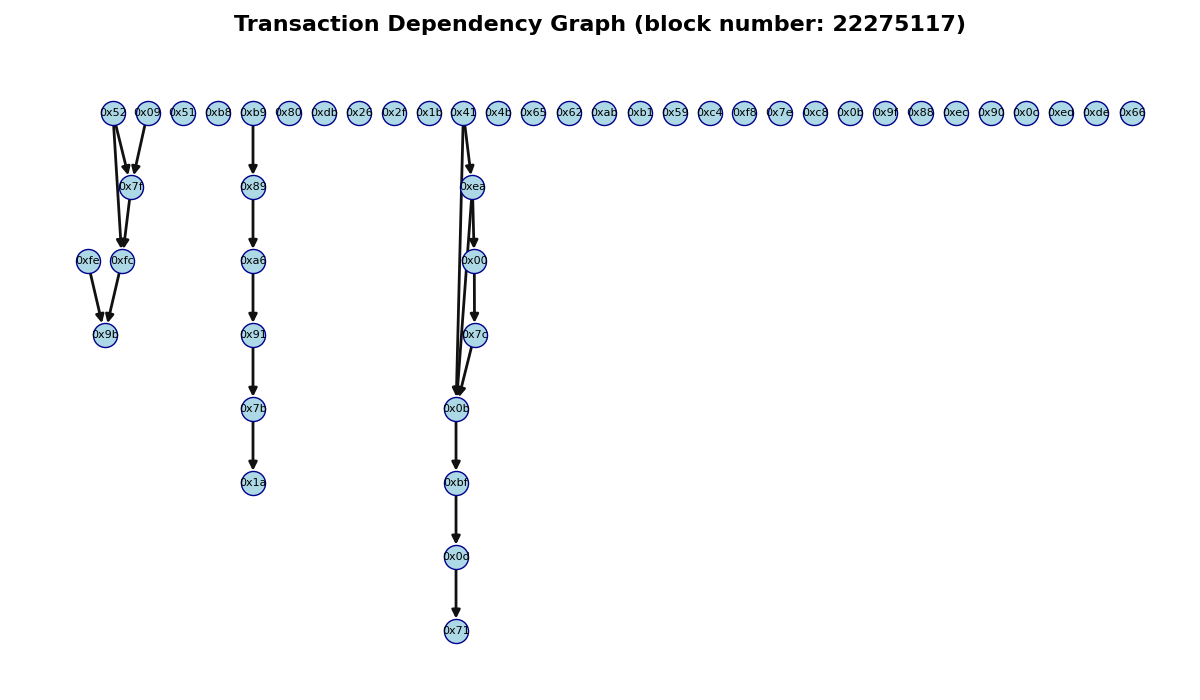 Transaction Dependency Graph (block number: 22275117)
0x52 0x09 0x51 0xb8 0xb9 0x80 0xdb 0x26 0x2f 0x1b 0x41 0x4b 0x65 0x62 0xab 0xb1 0x59 0xc4 0xf8 0x7e 0xc8 0x0b 0x9f 0x88 0xec 0x90 0x0c 0xed 0xde 0x66
0x7f 0x89 0xea
0xfe 0xfc 0xa6 0x00
0x9b 0x91 0x7c
0x7b 0x0b
0x1a 0xbf
0x0d
0x71